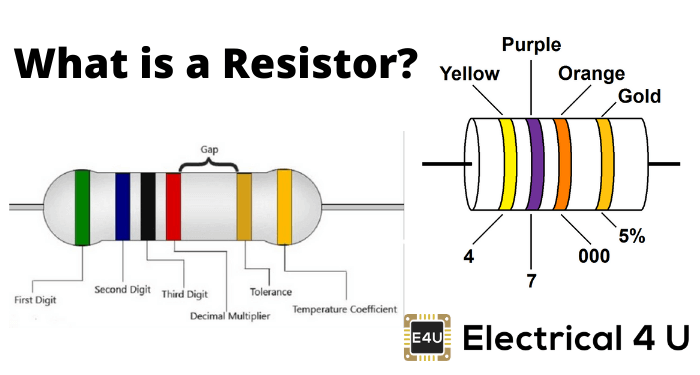 What is a Resistor?
Gap
First Digit
Second Digit
Third Digit
Decimal Multiplier
Tolerance
Temperature Coefficient
Purple
Yellow
Orange
Gold
4
7
000
5%
E4U
Electrical 4 U